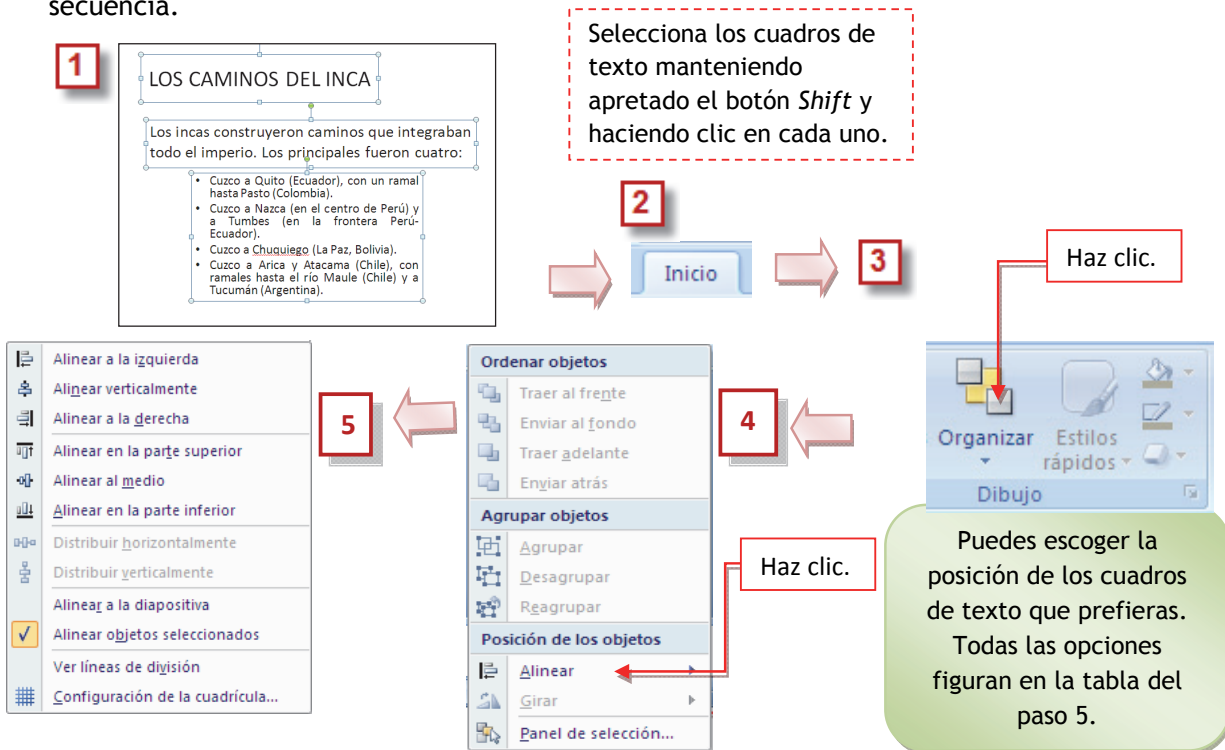 secuencia.
1
LOS CAMINOS DEL INCA
Los incas construyeron caminos que integraban
todo el imperio. Los principales fueron cuatro:
• Cuzco a Quito (Ecuador), con un ramal
hasta Pasto (Colombia).
• Cuzco a Nazca (en el centro de Perú) y
a Tumbes (en la frontera Perú-
Ecuador).
• Cuzco a Chuquiego (La Paz, Bolivia).
• Cuzco a Arica y Atacama (Chile), con
ramales hasta el río Maule (Chile) y a
Tucumán (Argentina).
Selecciona los cuadros de
texto manteniendo
apretado el botón Shift y
haciendo clic en cada uno.
2
Inicio
3
Haz clic.
Organizar
Estilos
rápidos
Dibujo
4
Ordenar objetos
Traer al frente
Enviar al fondo
Traer adelante
Enviar atrás
Agrupar objetos
Agrupar
Desagrupar
Reagrupar
Posición de los objetos
Alinear
Girar
Panel de selección...
Haz clic.
5
Alinear a la izquierda
Alinear verticalmente
Alinear a la derecha
Alinear en la parte superior
Alinear al medio
Alinear en la parte inferior
Distribuir horizontalmente
Distribuir verticalmente
Alinear a la diapositiva
Alinear objetos seleccionados
Ver líneas de división
Configuración de la cuadrícula...
Puedes escoger la
posición de los cuadros
de texto que prefieras.
Todas las opciones
figuran en la tabla del
paso 5.